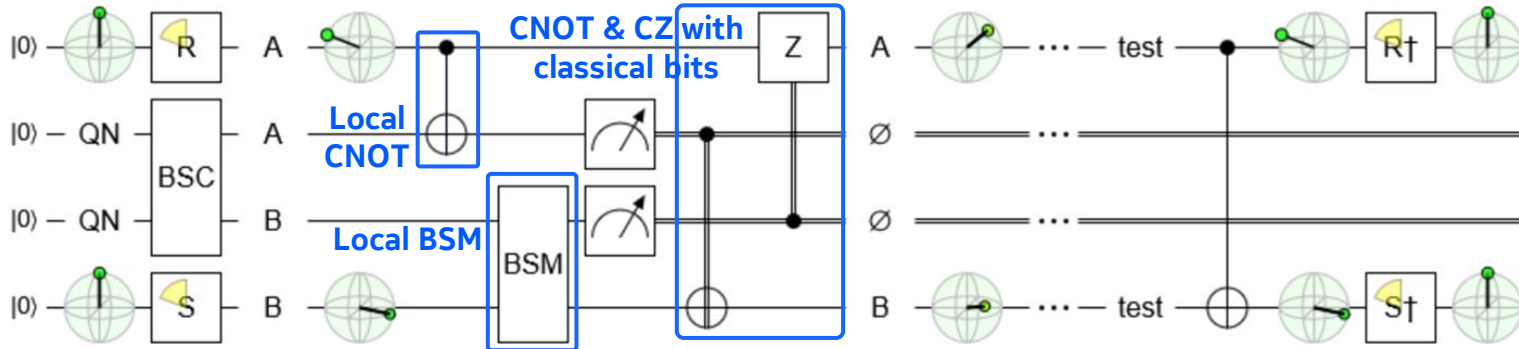 |0⟩ R A CNOT & CZ with Z A ... test R†
classical bits
|0⟩ QN A Local ∅ ...
CNOT
BSC
|0⟩ QN B ∅ ...
Local BSM
BSM
|0⟩ S B B ... test S†